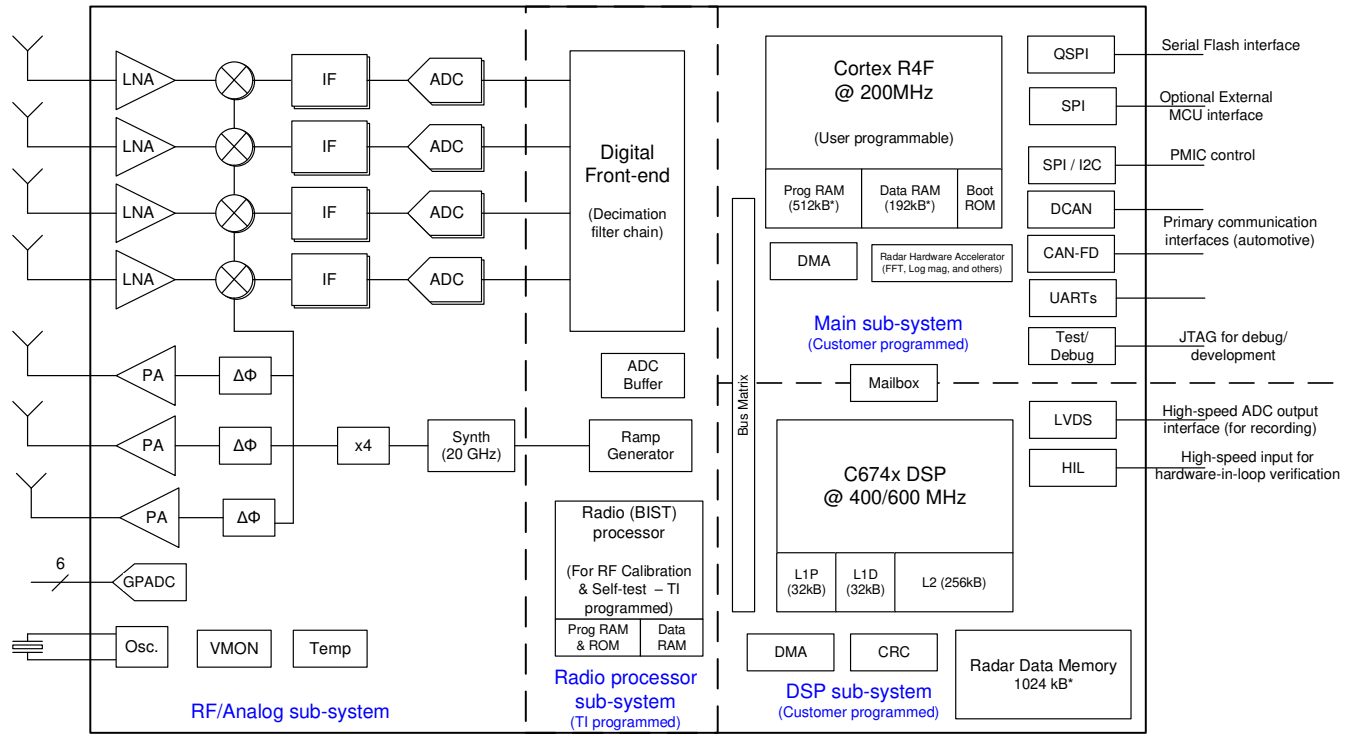 LNA
IF
ADC
LNA
IF
ADC
LNA
IF
ADC
LNA
IF
ADC
PA
ΔΦ
PA
ΔΦ
x4
Synth
(20 GHz)
PA
ΔΦ
6
GPADC
Osc.
VMON
Temp
RF/Analog sub-system
Digital
Front-end
(Decimation
filter chain)
ADC
Buffer
Ramp
Generator
Radio (BIST)
processor
(For RF Calibration
& Self-test – TI
programmed)
Prog RAM
& ROM
Data
RAM
Radio processor
sub-system
(TI programmed)
Bus Matrix
Cortex R4F
@ 200MHz
(User programmable)
Prog RAM
(512kB*)
Data RAM
(192kB*)
Boot
ROM
DMA
Radar Hardware Accelerator
(FFT, Log mag, and others)
Main sub-system
(Customer programmed)
Mailbox
C674x DSP
@ 400/600 MHz
L1P
(32kB)
L1D
(32kB)
L2 (256kB)
DMA
CRC
DSP sub-system
(Customer programmed)
Radar Data Memory
1024 kB*
QSPI
Serial Flash interface
SPI
Optional External
MCU interface
SPI / I2C
PMIC control
DCAN
Primary communication
interfaces (automotive)
CAN-FD
UARTs
Test/
Debug
JTAG for debug/
development
LVDS
High-speed ADC output
interface (for recording)
HIL
High-speed input for
hardware-in-loop verification